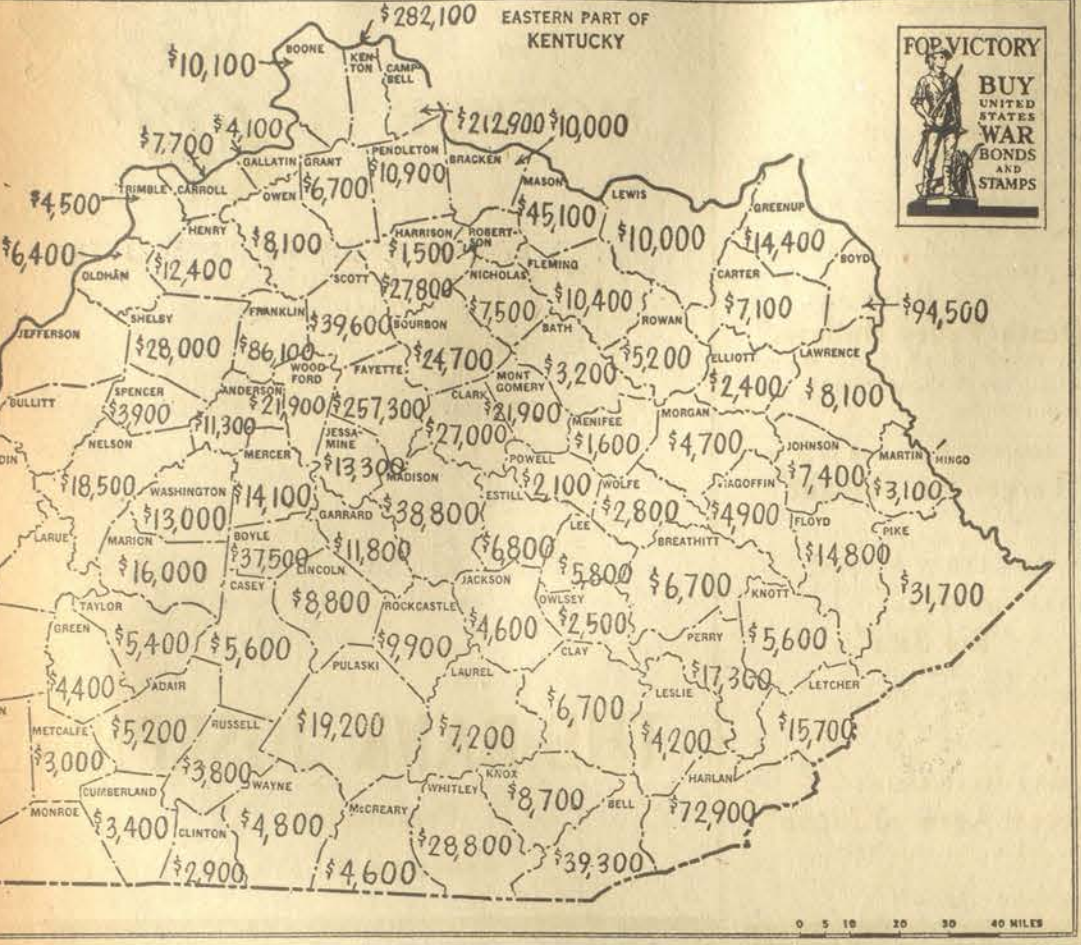 $282,100
EASTERN PART OF
KENTUCKY
FOR VICTORY
BUY
UNITED
STATES
WAR
BONDS
AND
STAMPS
$10,100
BOONE
KEN-
TON
CAMP-
BELL
$7,700
$4,100
$212,900
$10,000
GALLATIN
GRANT
$6,700
PENDLETON
$10,900
BRACKEN
MASON
$45,100
$4,500
TRIMBLE
CARROLL
OWEN
$8,100
LEWIS
$10,000
GREENUP
$14,400
HENRY
$12,400
HARRISON
$1,500
ROBERT-
SON
$6,400
OLDHAM
SCOTT
$27,800
NICHOLAS
$7,500
FLEMING
$10,400
CARTER
$7,100
BOYD
$94,500
JEFFERSON
SHELBY
$28,000
FRANKLIN
$86,100
$39,600
BOURBON
$24,700
BATH
$3,200
ROWAN
$5,200
ELLIOTT
$2,400
LAWRENCE
$8,100
BULLITT
SPENCER
$3,900
ANDERSON
$11,300
WOOD
FORD
$21,900
FAYETTE
$257,300
CLARK
$27,000
MONT
GOMERY
$21,900
MENIFEE
$1,600
MORGAN
$4,700
JOHNSON
$7,400
MARTIN
$3,100
MINGO
DIN
NELSON
$18,500
WASHINGTON
$13,000
MERCER
$14,100
JESSA-
MINE
$13,300
MADISON
$38,800
POWELL
$2,100
WOLFE
$2,800
MAGOFFIN
$4,900
FLOYD
$14,800
PIKE
$31,700
LARUE
MARION
$16,000
BOYLE
$37,500
GARRARD
$11,800
ESTILL
$6,800
LEE
$5,800
BREATHITT
$6,700
KNOTT
$5,600
TAYLOR
$5,400
CASEY
$5,600
LINCOLN
$8,800
ROCKCASTLE
$9,900
JACKSON
$4,600
OWLSEY
$2,500
PERRY
$17,300
LETCHER
$15,700
GREEN
$4,400
ADAIR
$5,200
RUSSELL
$3,800
PULASKI
$19,200
LAUREL
$7,200
CLAY
$6,700
LESLIE
$4,200
HARLAN
$72,900
N
METCALFE
$3,000
MONROE
CUMBERLAND
$3,400
CLINTON
$2,900
WAYNE
$4,800
McCREARY
$4,600
WHITLEY
$28,800
KNOX
$8,700
BELL
$39,300
0 5 10 20 30 40 MILES